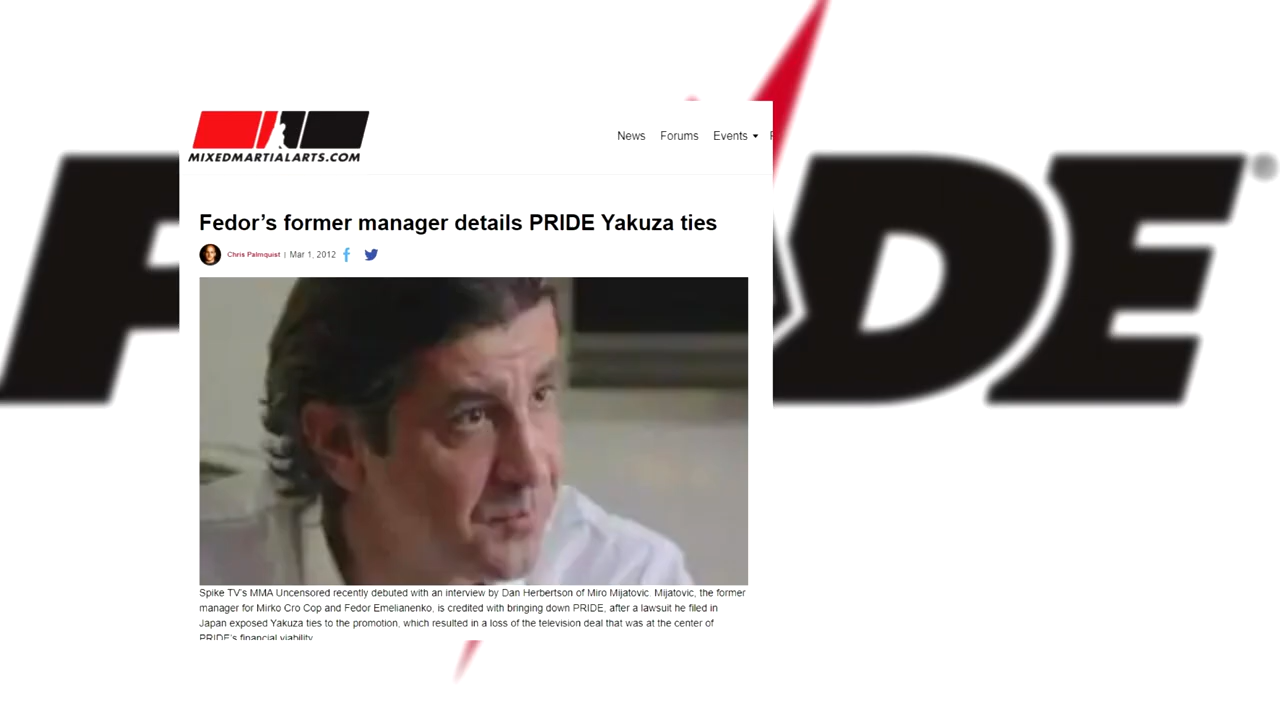 MIXEDMARTIALARTS.COM
News Forums Events
Fedor’s former manager details PRIDE Yakuza ties
Chris Palmquist | Mar 1, 2012
Spike TV’s MMA Uncensored recently debuted with an interview by Dan Herbertson of Miro Mijatovic. Mijatovic, the former
manager for Mirko Cro Cop and Fedor Emelianenko, is credited with bringing down PRIDE, after a lawsuit he filed in
Japan exposed Yakuza ties to the promotion, which resulted in a loss of the television deal that was at the center of
PRIDE’s financial viability.